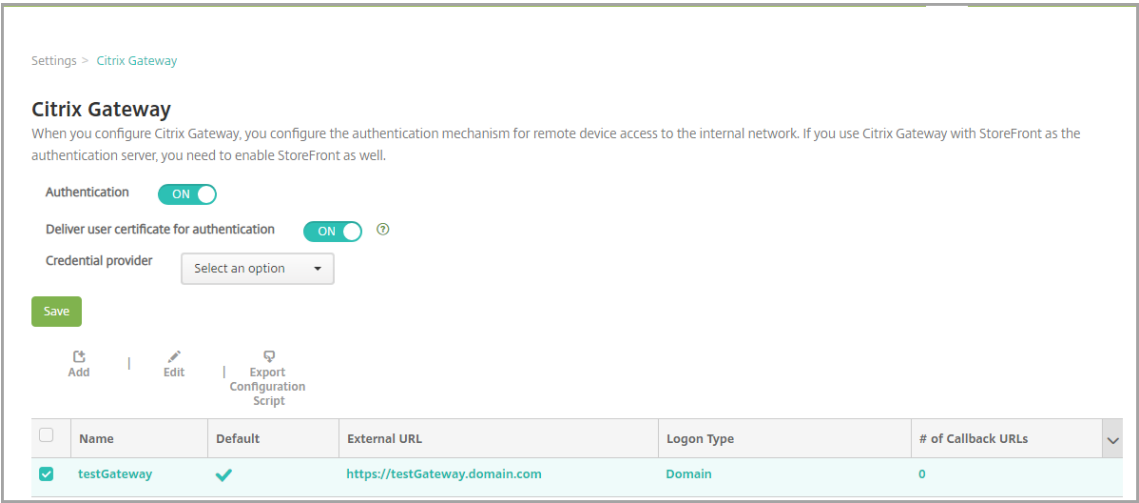 Settings > Citrix Gateway
Citrix Gateway
When you configure Citrix Gateway, you configure the authentication mechanism for remote device access to the internal network. If you use Citrix Gateway with StoreFront as the
authentication server, you need to enable StoreFront as well.
Authentication ON
Deliver user certificate for authentication ON ?
Credential provider Select an option
Save
Add | Edit | Export
Configuration
Script
Name Default External URL Logon Type # of Callback URLs
testGateway https://testGateway.domain.com Domain 0